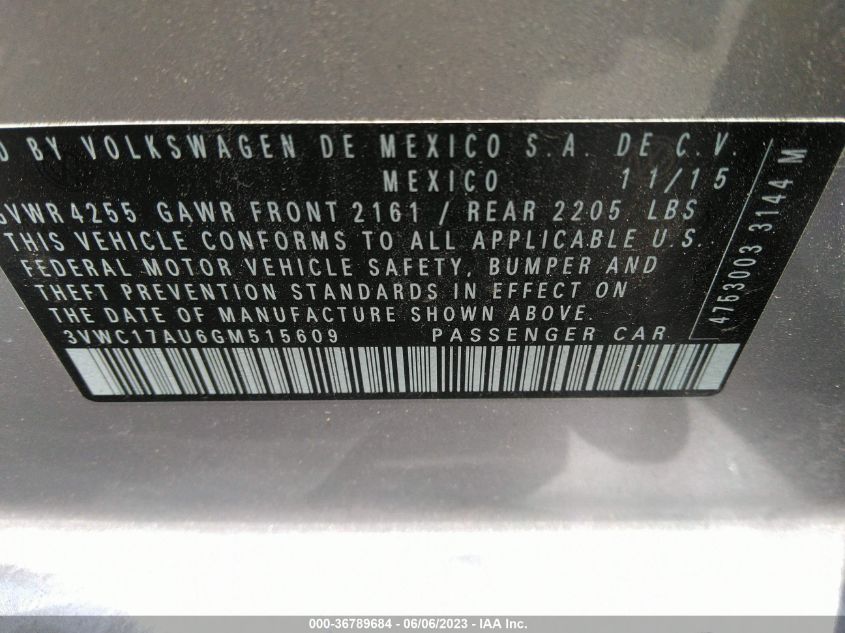 D BY VOLKSWAGEN DE MEXICO S.A. DE C.V.
MEXICO 11/15
GVWR 4255 GAWR FRONT 2161 / REAR 2205 LBS
THIS VEHICLE CONFORMS TO ALL APPLICABLE U.S.
FEDERAL MOTOR VEHICLE SAFETY, BUMPER AND
THEFT PREVENTION STANDARDS IN EFFECT ON
THE DATE OF MANUFACTURE SHOWN ABOVE.
3VWC17AU6GM515609 PASSENGER CAR
4753003 3144 M
000-36789684 - 06/06/2023 - IAA Inc.